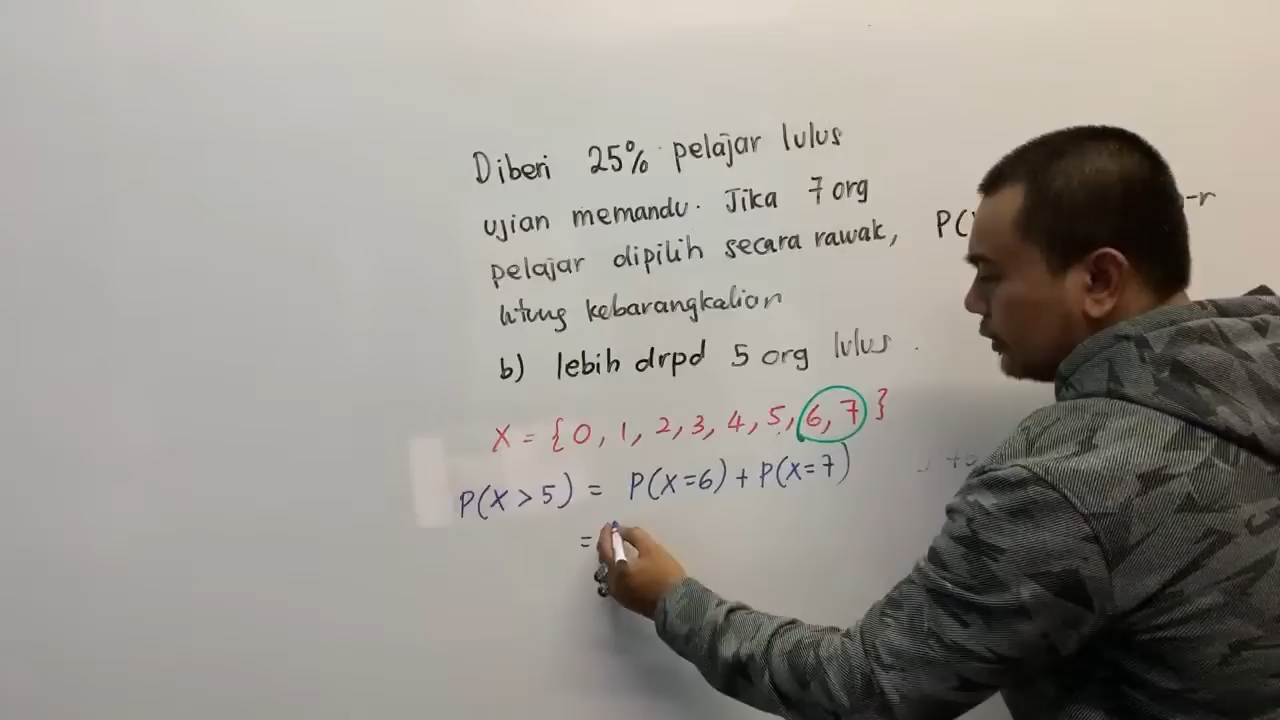 Diberi 25% pelajar lulus
ujian memandu. Jika 7 org
pelajar dipilih secara rawak,
hitung kebarangkalian
b) lebih drpd 5 org lulus.
P(
-r
X = {0, 1, 2, 3, 4, 5, 6, 7}
P(X > 5) = P(X=6) + P(X=7)
=